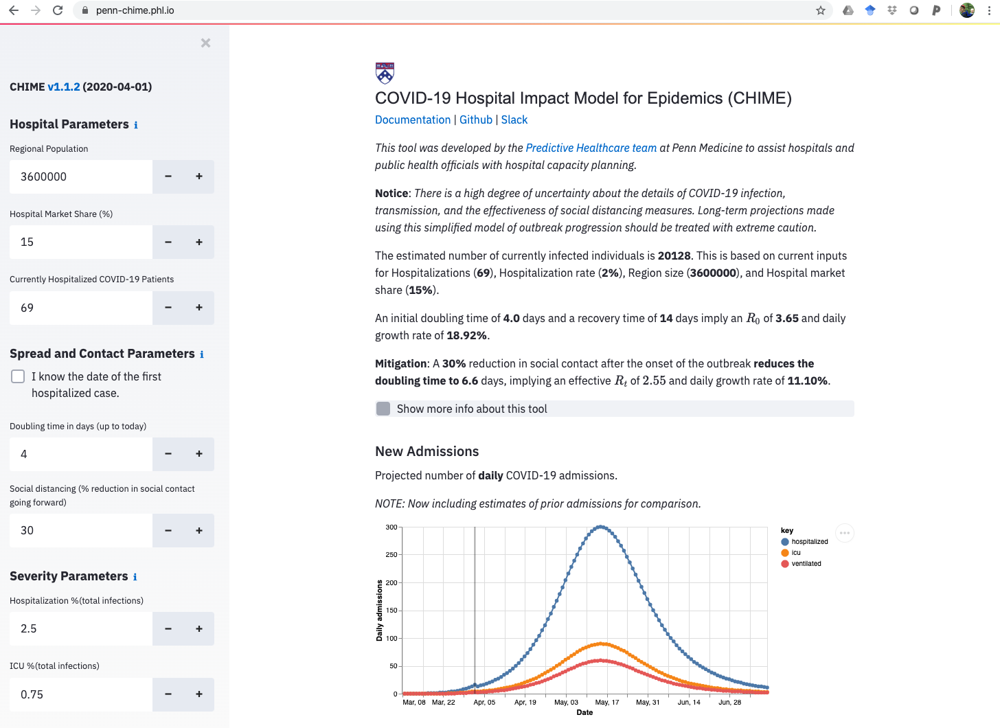 penn-chime.phl.io
CHIME v1.1.2 (2020-04-01)
Hospital Parameters i
Regional Population
3600000 − +
Hospital Market Share (%)
15 − +
Currently Hospitalized COVID-19 Patients
69 − +
Spread and Contact Parameters i
I know the date of the first
hospitalized case.
Doubling time in days (up to today)
4 − +
Social distancing (% reduction in social contact
going forward)
30 − +
Severity Parameters i
Hospitalization %(total infections)
2.5 − +
ICU %(total infections)
0.75 − +
COVID-19 Hospital Impact Model for Epidemics (CHIME)
Documentation | Github | Slack
This tool was developed by the Predictive Healthcare team at Penn Medicine to assist hospitals and
public health officials with hospital capacity planning.
Notice: There is a high degree of uncertainty about the details of COVID-19 infection,
transmission, and the effectiveness of social distancing measures. Long-term projections made
using this simplified model of outbreak progression should be treated with extreme caution.
The estimated number of currently infected individuals is 20128. This is based on current inputs
for Hospitalizations (69), Hospitalization rate (2%), Region size (3600000), and Hospital market
share (15%).
An initial doubling time of 4.0 days and a recovery time of 14 days imply an R0 of 3.65 and daily
growth rate of 18.92%.
Mitigation: A 30% reduction in social contact after the onset of the outbreak reduces the
doubling time to 6.6 days, implying an effective Rt of 2.55 and daily growth rate of 11.10%.
Show more info about this tool
New Admissions
Projected number of daily COVID-19 admissions.
NOTE: Now including estimates of prior admissions for comparison.
300
250
200
150
100
50
0
Daily admissions
Mar, 08 Mar, 22 Apr, 05 Apr, 19 May, 03 May, 17 May, 31 Jun, 14 Jun, 28
Date
key
hospitalized
icu
ventilated